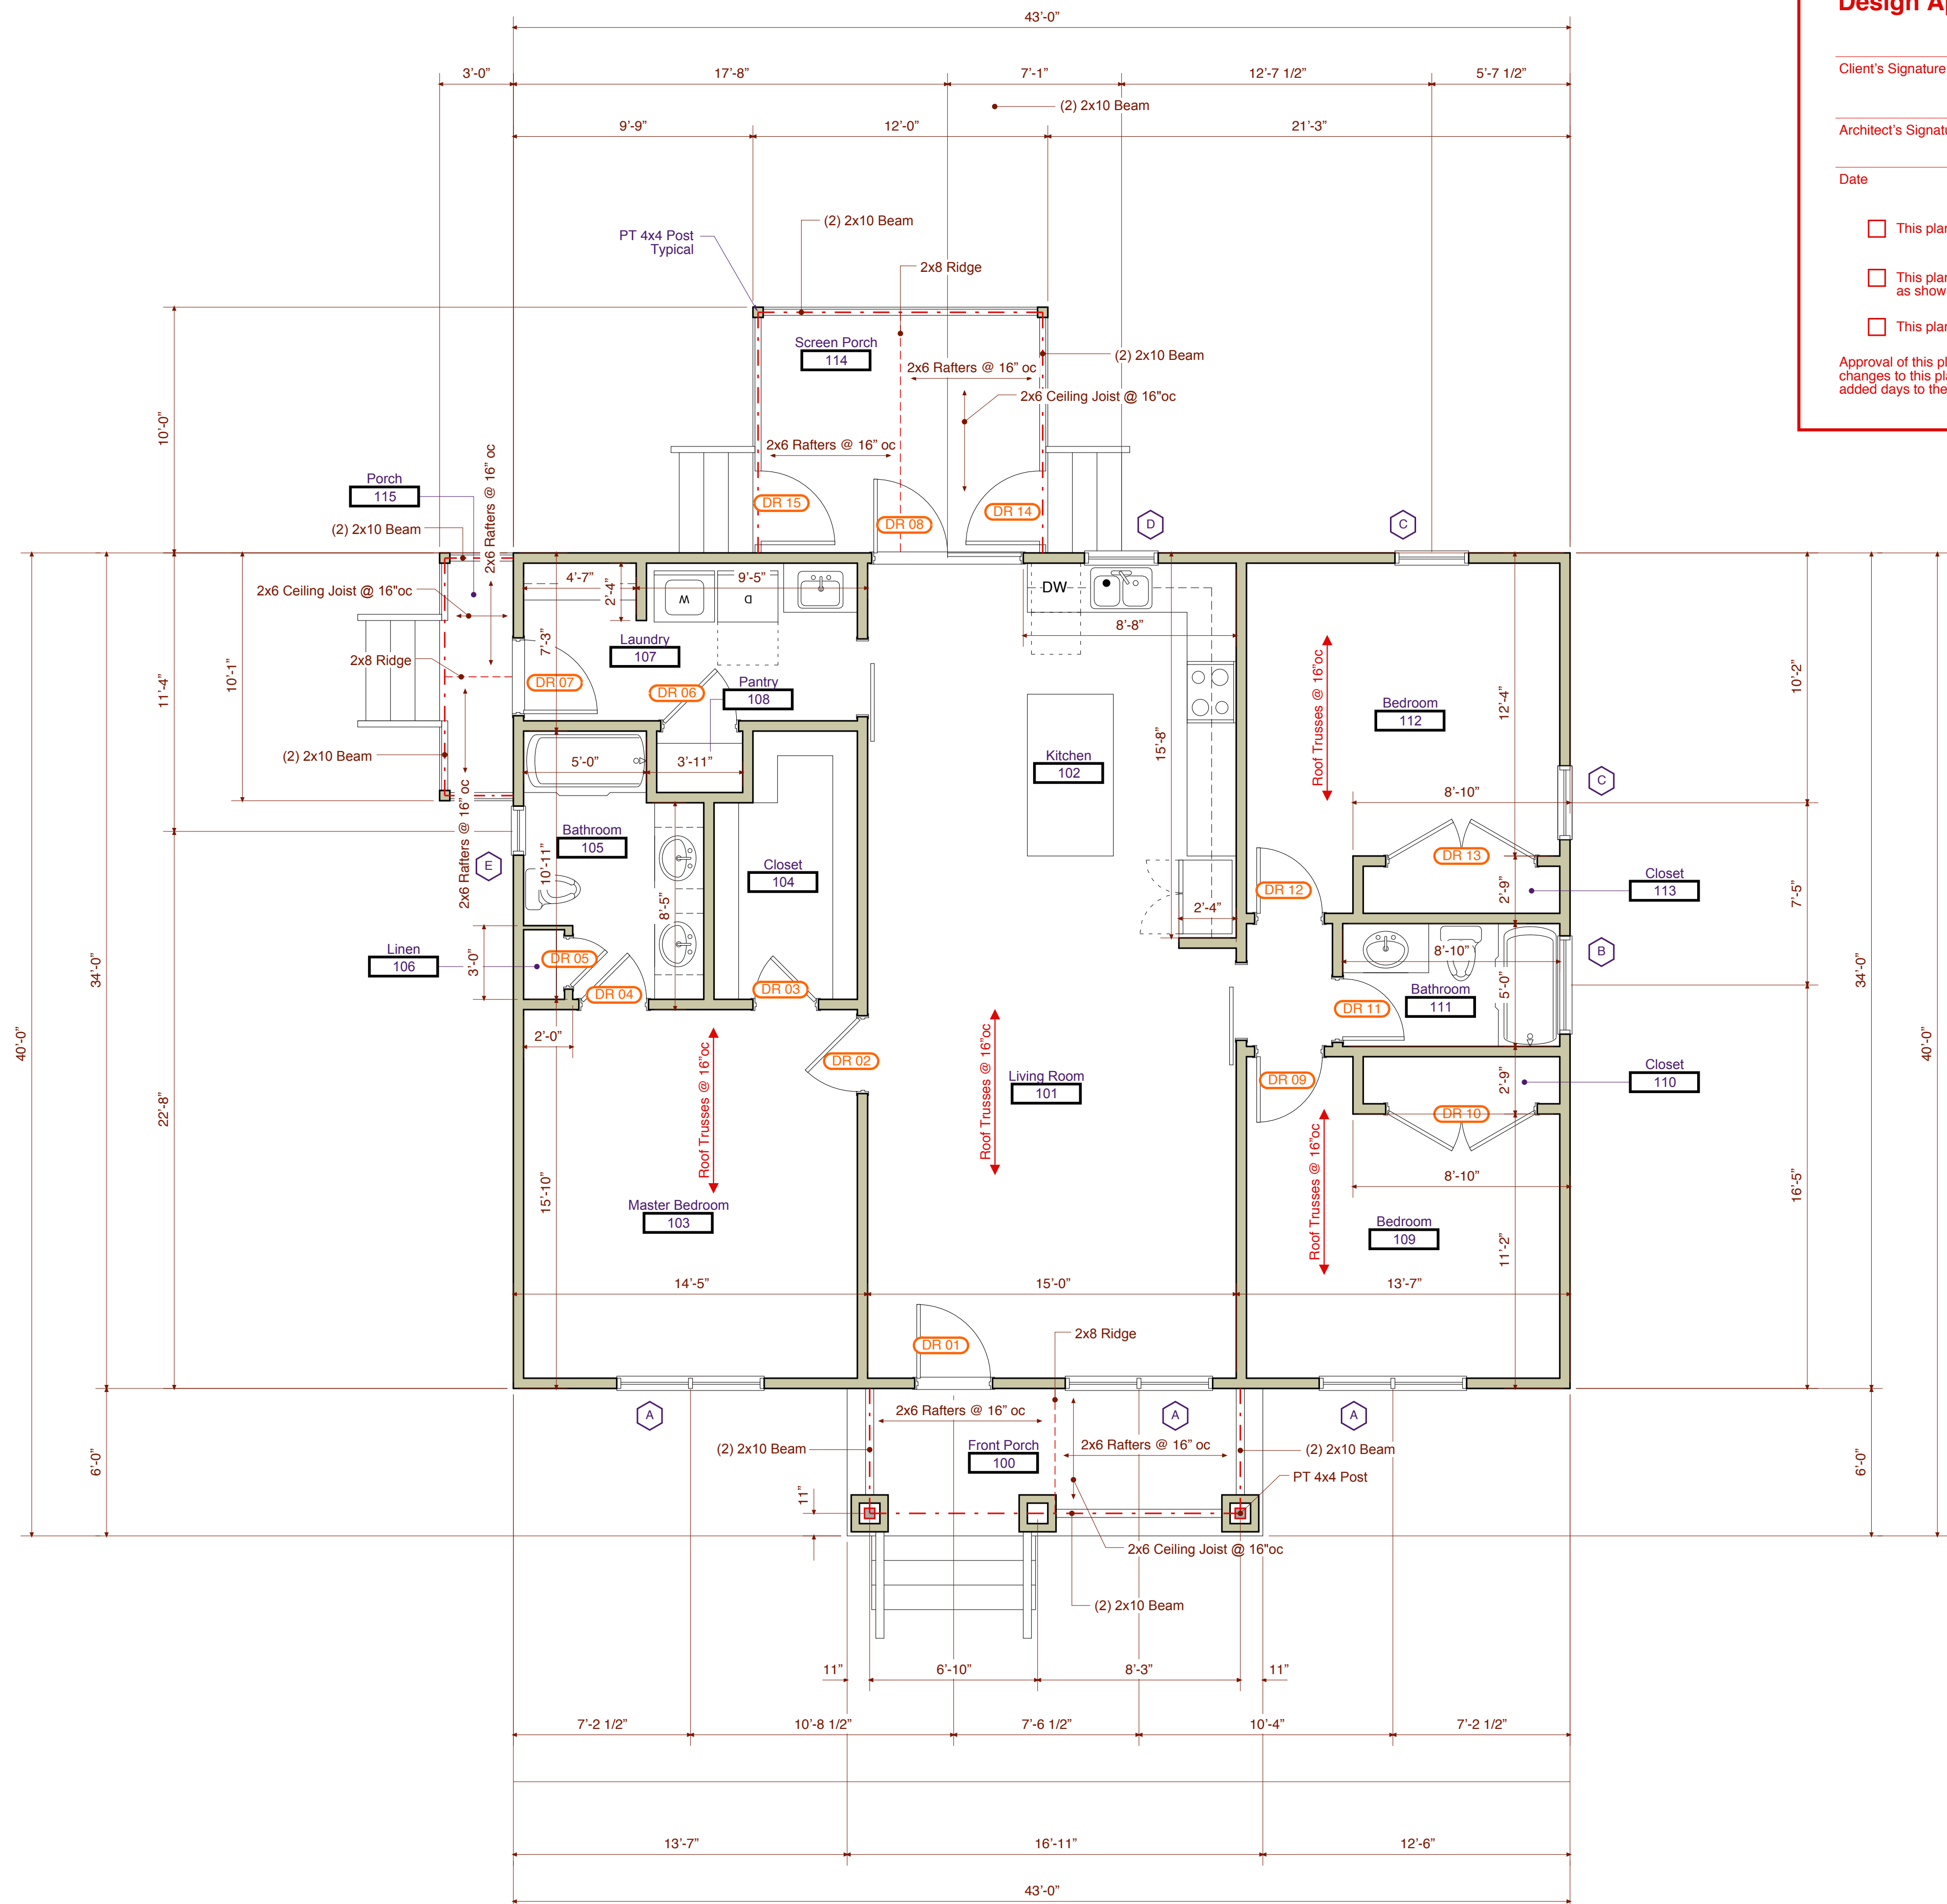 43’-0”
Design A
Client’s Signature
Architect’s
Date
This
This
as
This
Approval of this
changes to this
added days to the
3’-0”
17’-8”
7’-1”
12’-7 1/2”
5’-7 1/2”
(2) 2x10 Beam
9’-9”
12’-0”
21’-3”
(2) 2x10 Beam
PT 4x4 Post
Typical
2x8 Ridge
Screen Porch
114
(2) 2x10 Beam
2x6 Rafters @ 16” oc
2x6 Ceiling Joist @ 16"oc
10’-0”
2x6 Rafters @ 16” oc
2x6 Rafters @ 16” oc
Porch
115
DR 15
DR 08
DR 14
D
C
(2) 2x10 Beam
2x6 Ceiling Joist @ 16"oc
4’-7”
2’-4”
9’-5”
W
D
DW
8’-8”
7’-3”
Laundry
107
2x8 Ridge
DR 07
DR 06
Pantry
108
Roof Trusses @ 16”oc
12’-4”
10’-2”
Bedroom
112
11’-4”
10’-1”
(2) 2x10 Beam
5’-0”
3’-11”
Kitchen
102
15’-8”
C
8’-10”
2x6 Rafters @ 16” oc
Bathroom
105
E
10’-11”
8’-5”
Closet
104
DR 13
DR 12
2’-9”
Closet
113
7’-5”
2’-4”
34’-0”
Linen
106
3’-0”
DR 05
DR 04
DR 03
8’-10”
B
34’-0”
5’-0”
Bathroom
111
DR 11
40’-0”
2’-0”
Roof Trusses @ 16”oc
DR 02
Roof Trusses @ 16”oc
Living Room
101
DR 09
2’-9”
Closet
110
DR 10
40’-0”
22’-8”
15’-10”
Roof Trusses @ 16”oc
8’-10”
16’-5”
Master Bedroom
103
Bedroom
109
11’-2”
14’-5”
15’-0”
13’-7”
DR 01
2x8 Ridge
A
A
A
2x6 Rafters @ 16” oc
(2) 2x10 Beam
Front Porch
100
2x6 Rafters @ 16” oc
(2) 2x10 Beam
PT 4x4 Post
6’-0”
6’-0”
11”
2x6 Ceiling Joist @ 16"oc
(2) 2x10 Beam
11”
6’-10”
8’-3”
11”
7’-2 1/2”
10’-8 1/2”
7’-6 1/2”
10’-4”
7’-2 1/2”
13’-7”
16’-11”
12’-6”
43’-0”